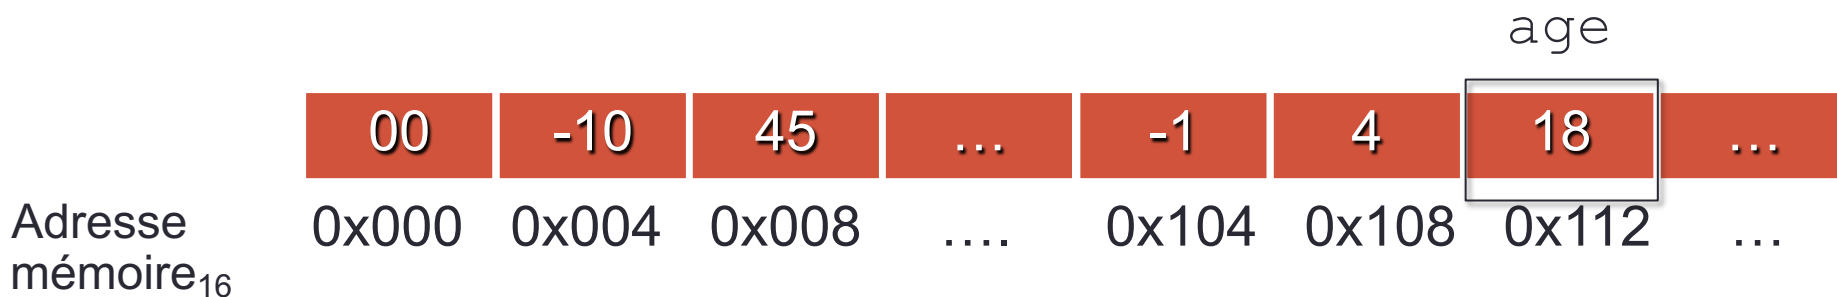 age
00 -10 45 ... -1 4 18 ...
Adresse 0x000 0x004 0x008 .... 0x104 0x108 0x112 ...
mémoire₁₆